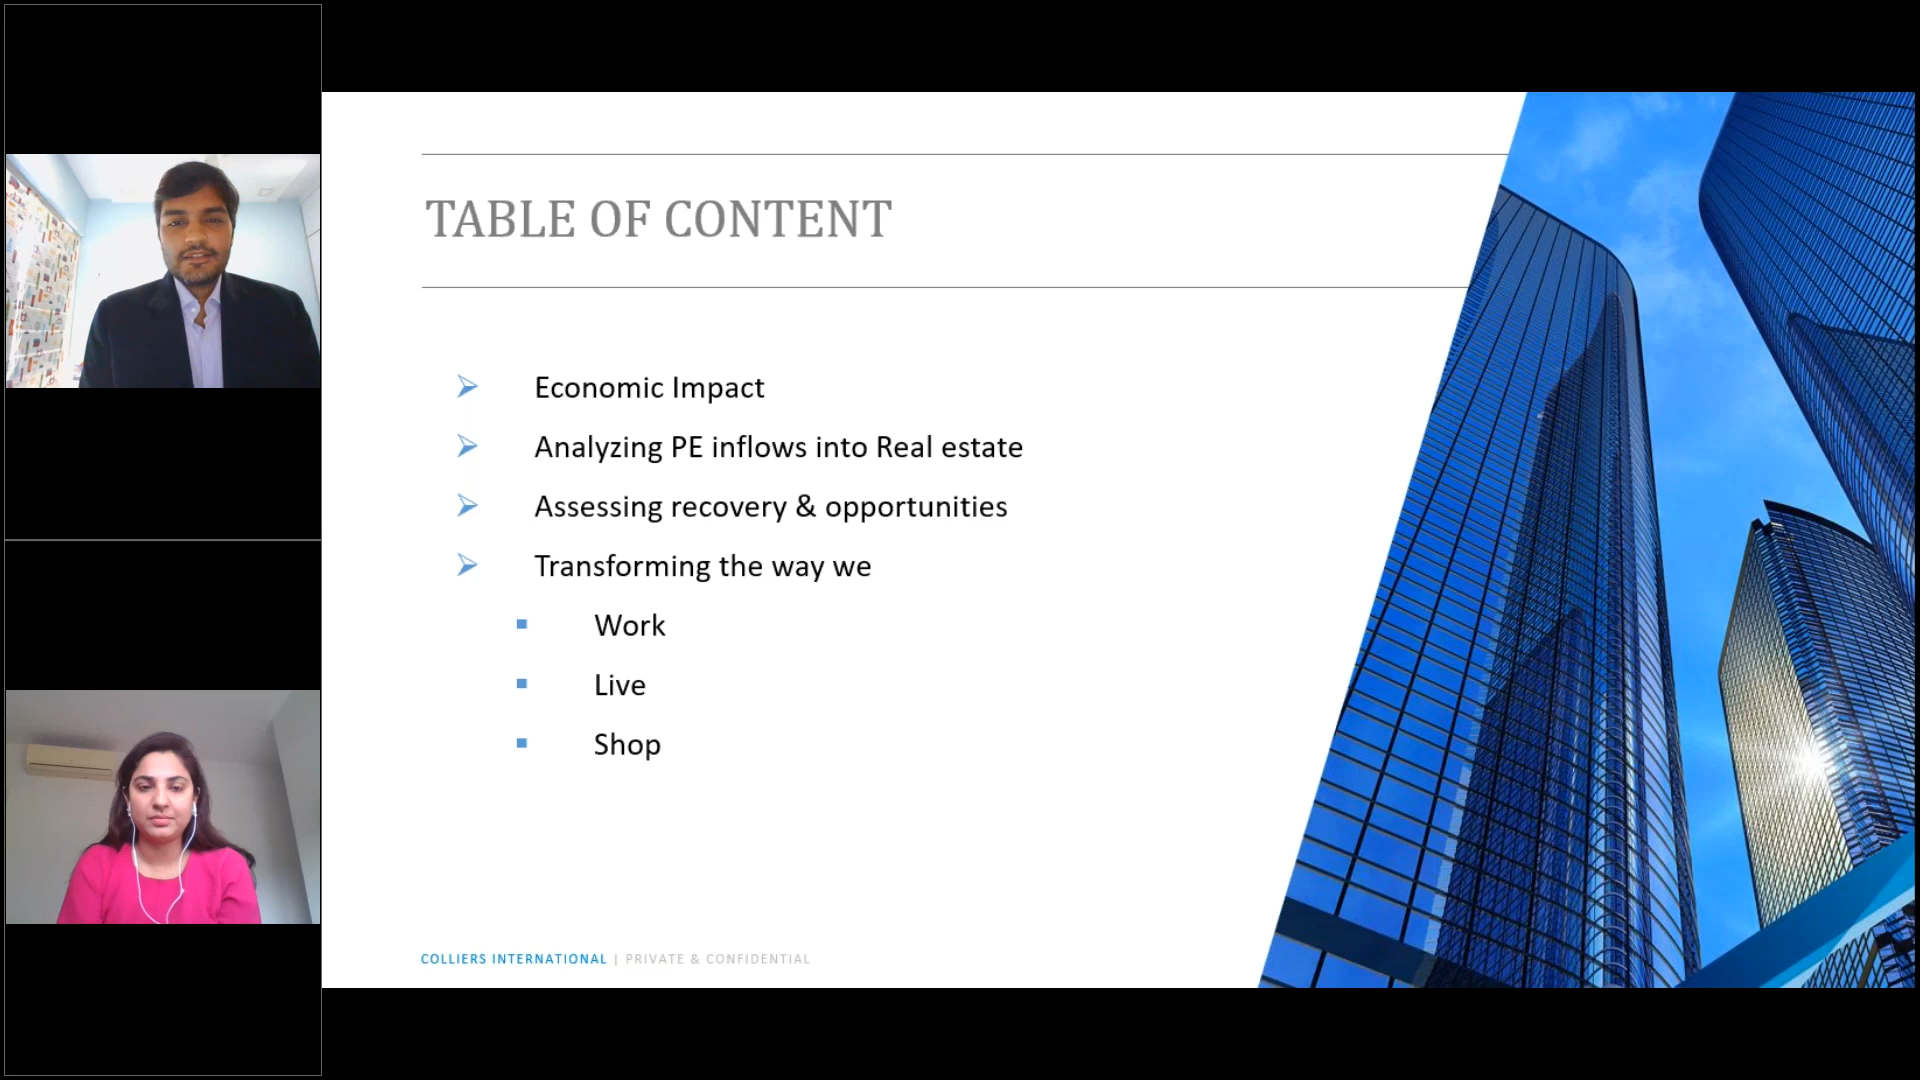 TABLE OF CONTENT
Economic Impact
Analyzing PE inflows into Real estate
Assessing recovery & opportunities
Transforming the way we
Work
Live
Shop
COLLIERS INTERNATIONAL | PRIVATE & CONFIDENTIAL